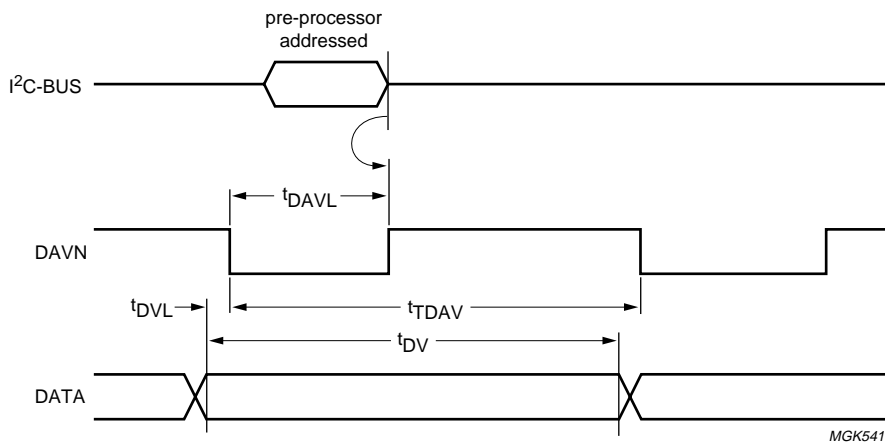 pre-processor
addressed
I2C-BUS
tDAVL
DAVN
tDVL
tTDAV
tDV
DATA
MGK541